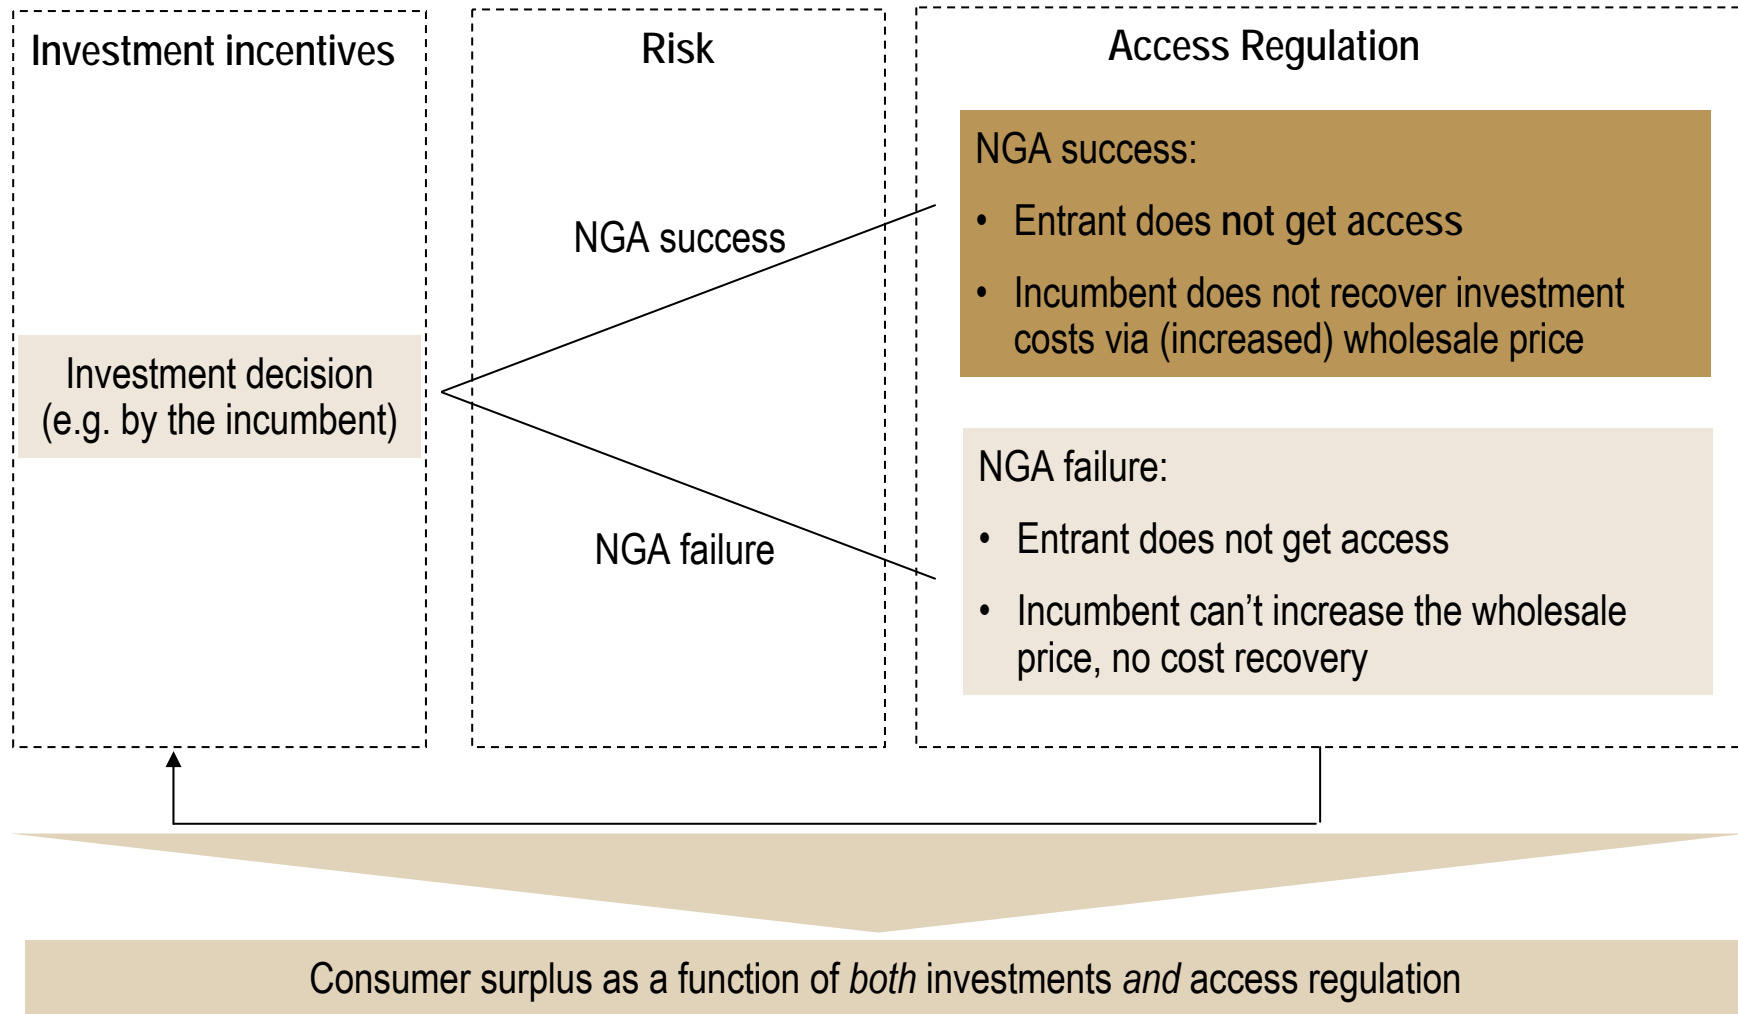 Investment incentives
Risk
Access Regulation
NGA success:
• Entrant does not get access
• Incumbent does not recover investment
costs via (increased) wholesale price
NGA success
Investment decision
(e.g. by the incumbent)
NGA failure
NGA failure:
• Entrant does not get access
• Incumbent can't increase the wholesale
price, no cost recovery
Consumer surplus as a function of both investments and access regulation